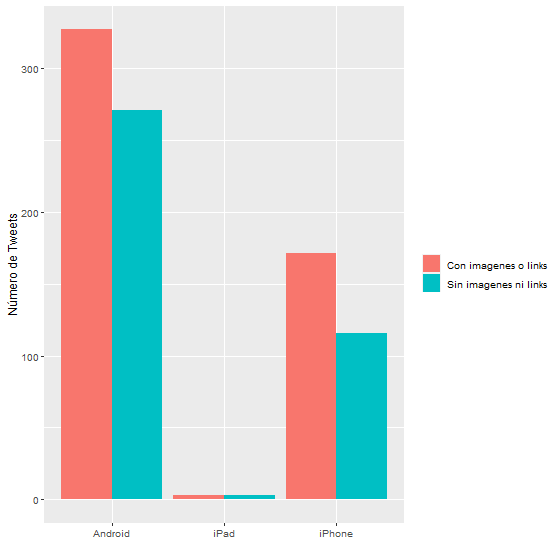 Número de Tweets
300
200
100
0
Android iPad iPhone
Con imagenes o links
Sin imagenes ni links